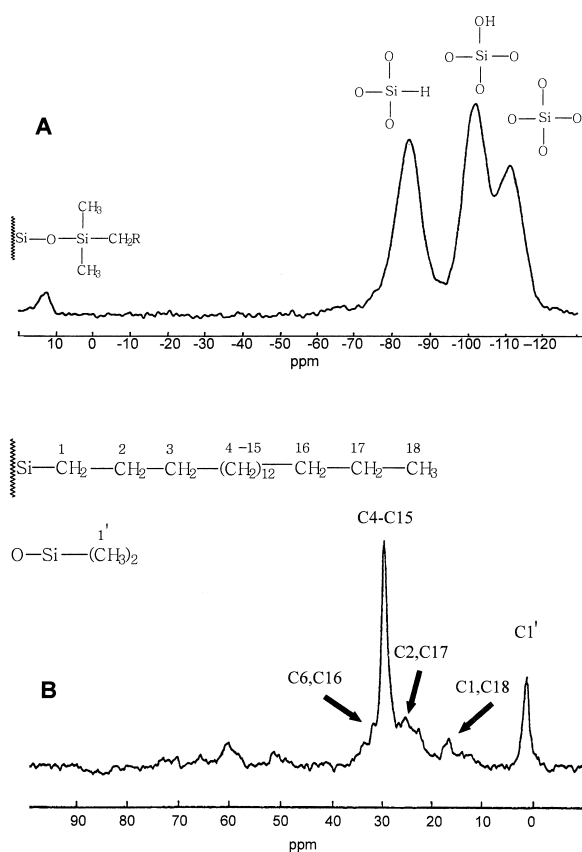 A
O
O—Si—H
O
OH
O—Si—O
O
O
O—Si—O
O
CH3
Si—O—Si—CH2R
CH3
10 0 -10 -20 -30 -40 -50 -60 -70 -80 -90 -100 -110 -120
ppm
1 2 3 4 -15 16 17 18
Si—CH2—CH2—CH2—(CH2)12—CH2—CH2—CH3
1'
O—Si—(CH3)2
C4-C15
C1'
C2,C17
C6,C16
C1,C18
B
90 80 70 60 50 40 30 20 10 0
ppm